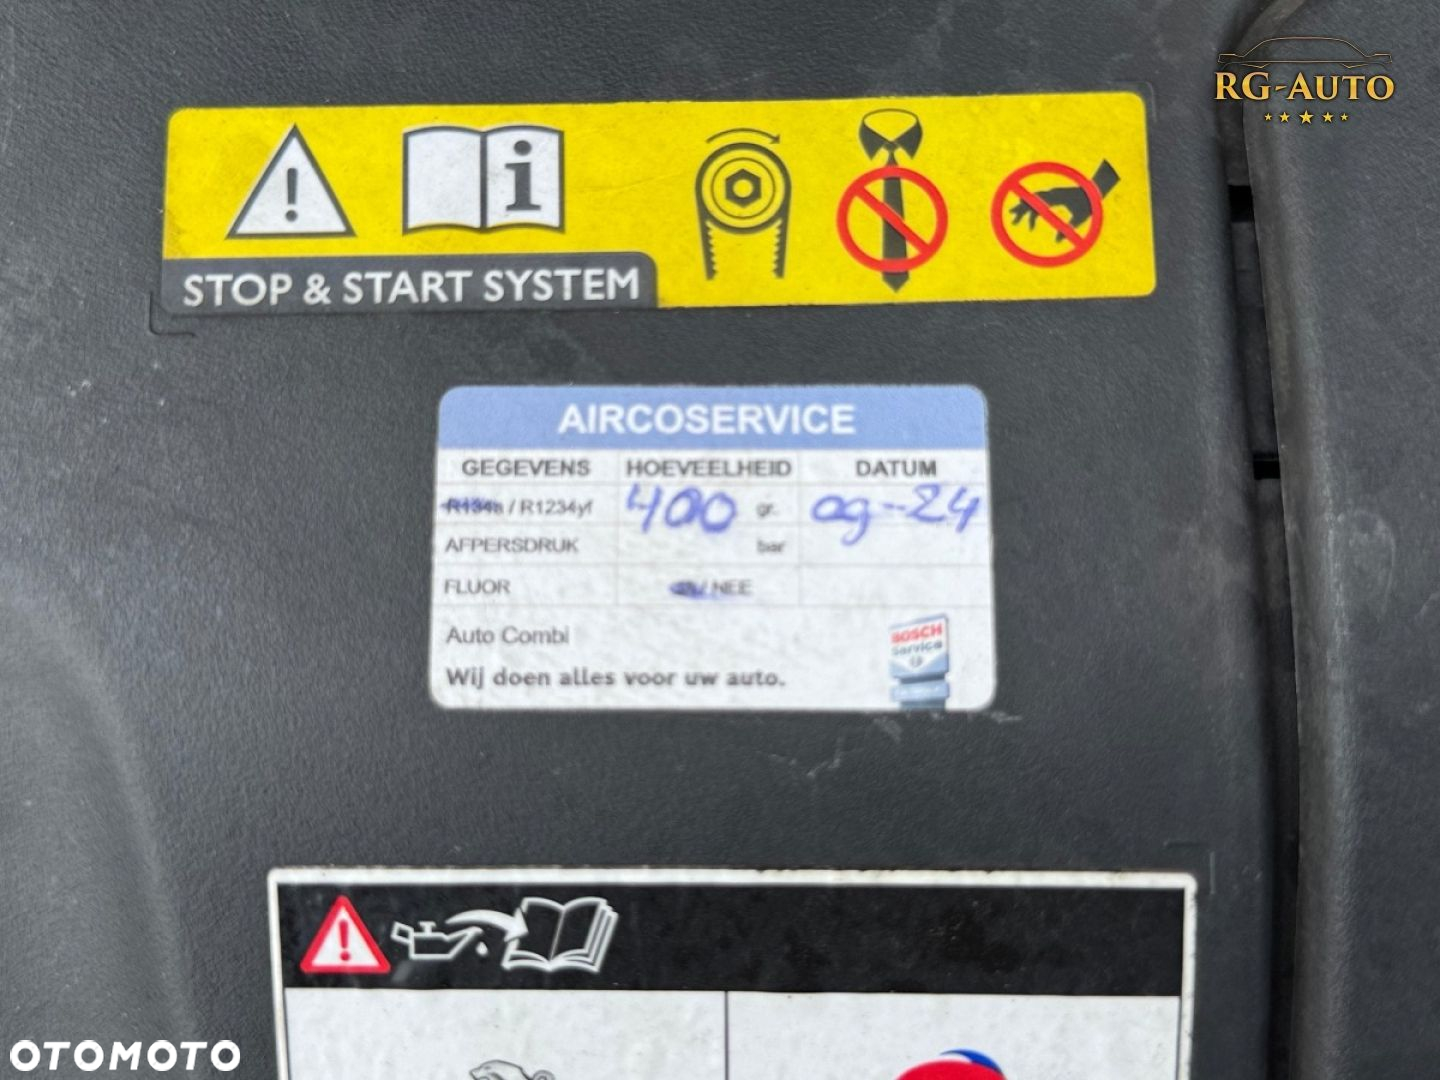 RG-AUTO
STOP & START SYSTEM
AIRCOSERVICE
GEGEVENS HOEVEELHEID DATUM
R134a / R1234yf 400 gr. 09-24
AFPERSDRUK bar
FLUOR / NEE
Auto Combi
BOSCH
Service
Wij doen alles voor uw auto.
OTOMOTO